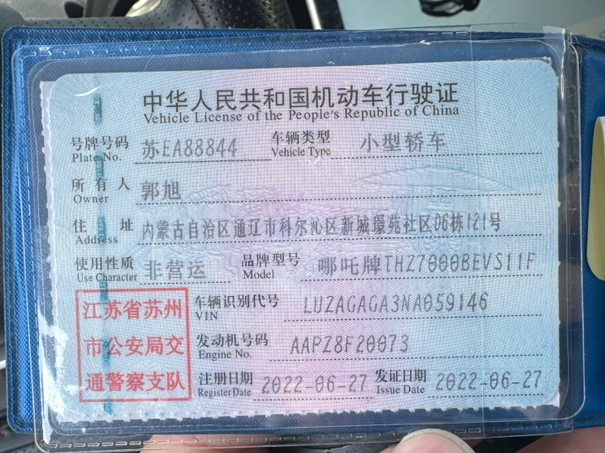 中华人民共和国机动车行驶证
Vehicle License of the People's Republic of China
号牌号码 苏EA88844 车辆类型 小型轿车
Plate No. Vehicle Type
所有人 郭旭
Owner
住址 内蒙古自治区通辽市科尔沁区新城璟苑社区D6栋121号
Address
使用性质 非营运 品牌型号 哪吒牌THZ7000BEVS11F
Use Character Model
江苏省苏州
市公安局交
通警察支队
车辆识别代号 LUZAGAGA3NA059146
VIN
发动机号码 AAPZ8F20073
Engine No.
注册日期 2022-06-27 发证日期 2022-06-27
Register Date Issue Date